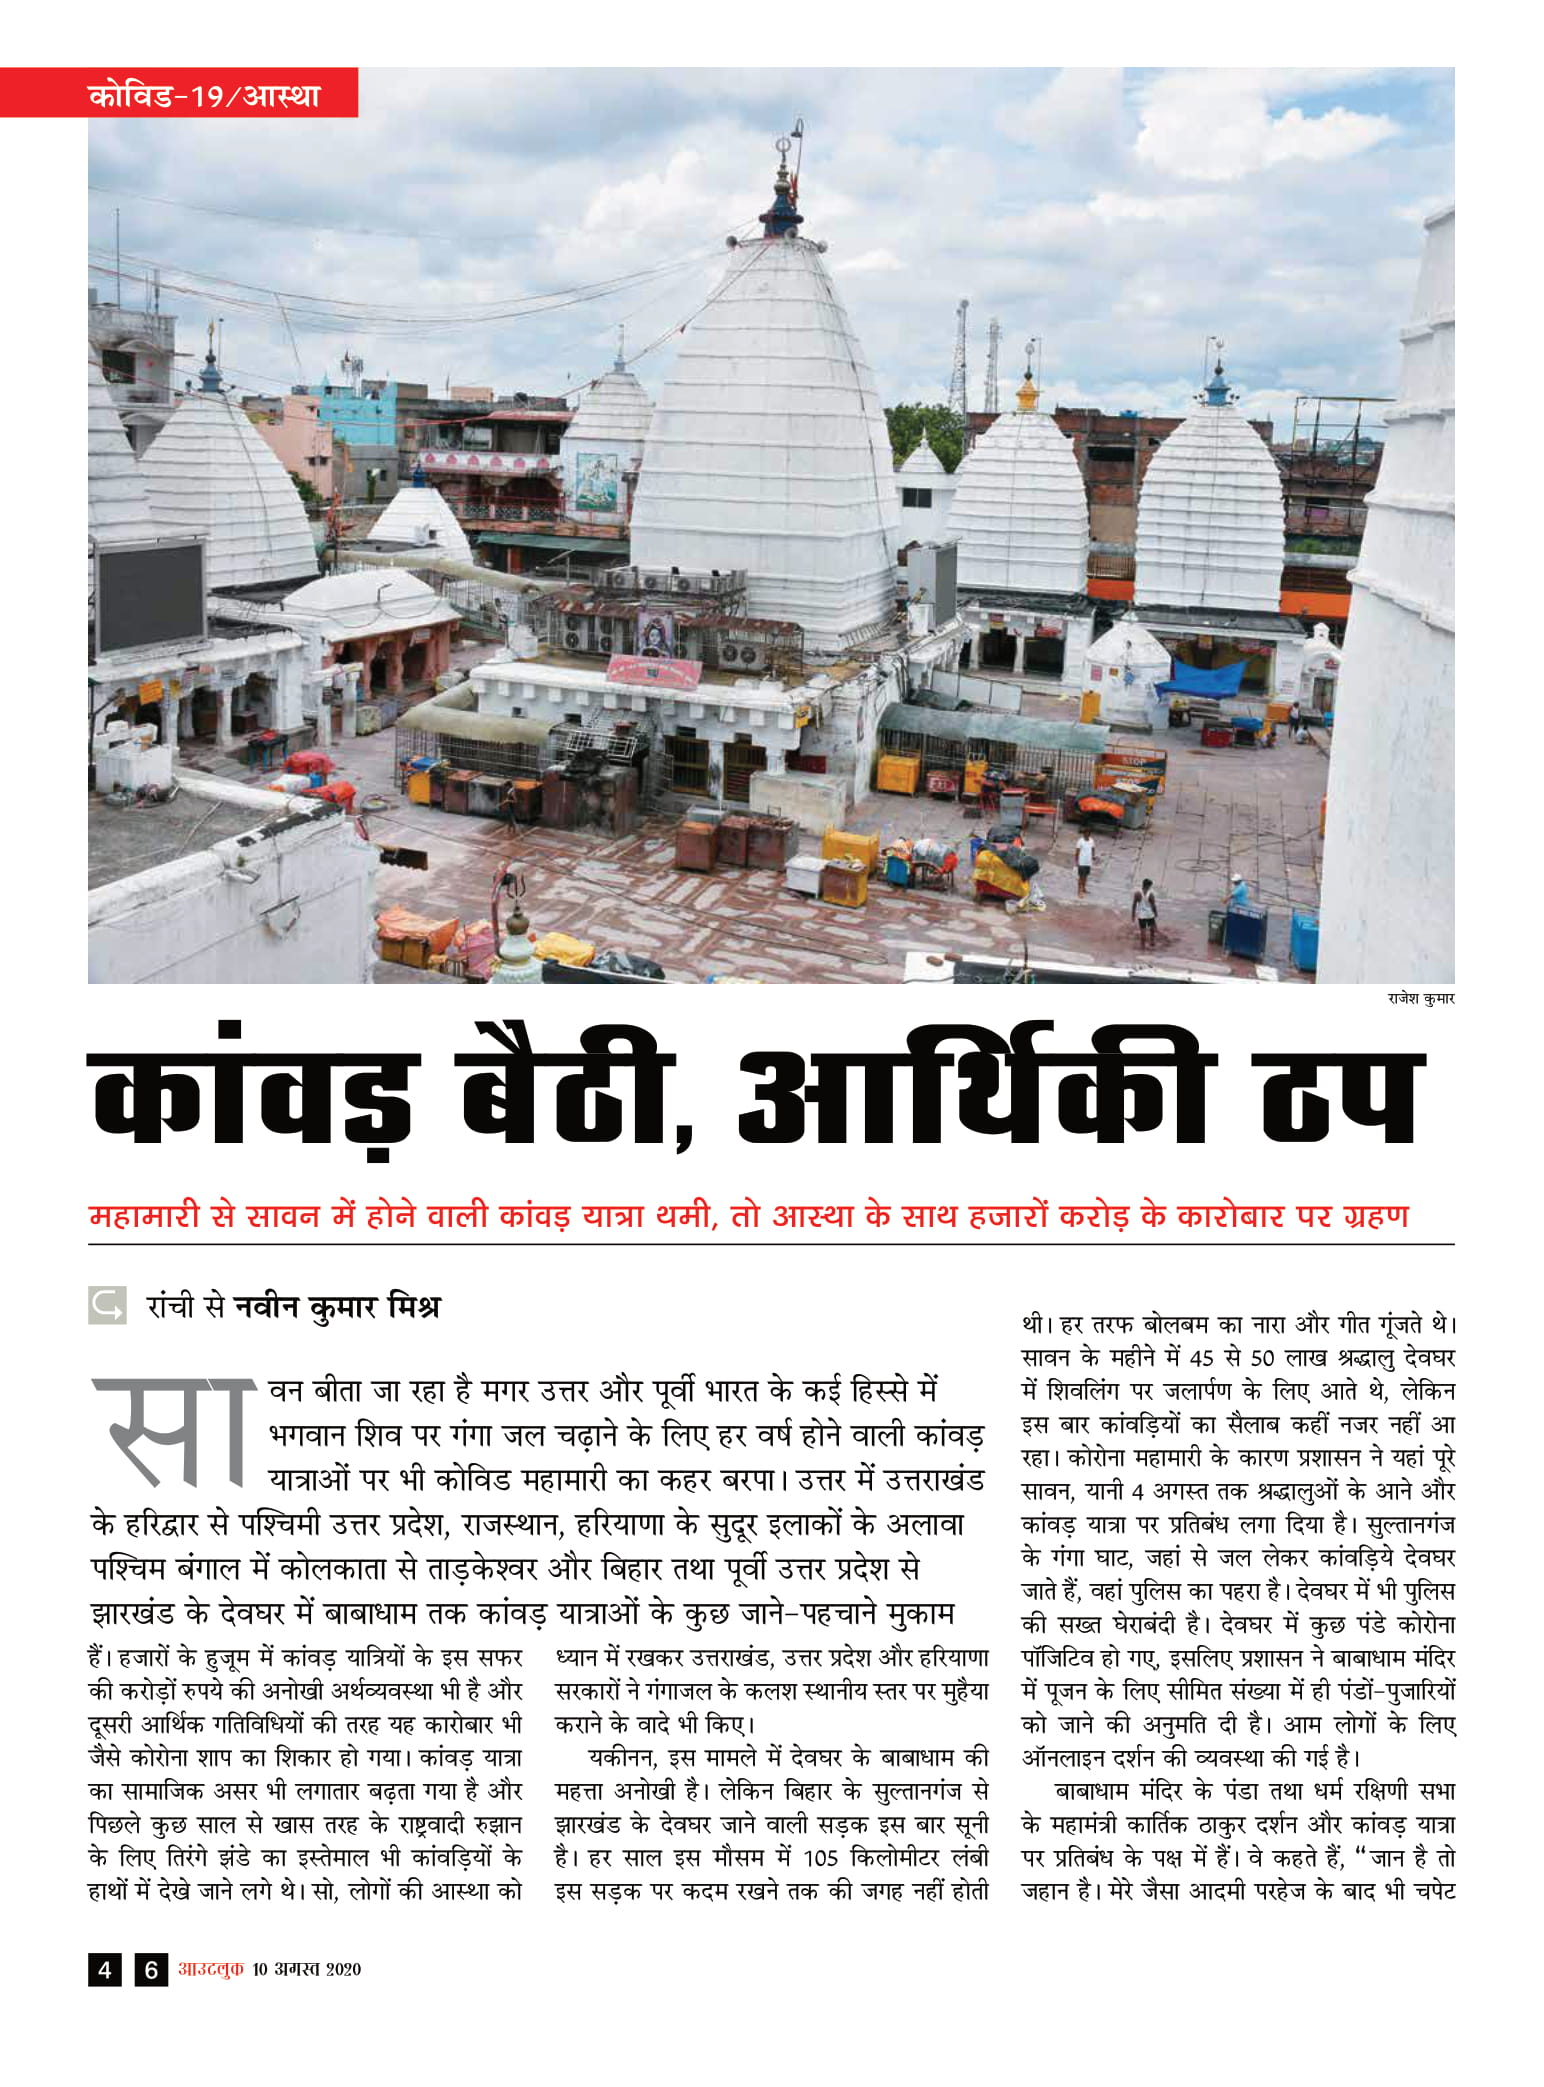 कोविड-19/आस्था
STOP
STOP
राजेश कुमार
कांवड़ बैठी, आर्थिकी ठप
महामारी से सावन में होने वाली कांवड़ यात्रा थमी, तो आस्था के साथ हजारों करोड़ के कारोबार पर ग्रहण
रांची से नवीन कुमार मिश्र
सावन बीता जा रहा है मगर उत्तर और पूर्वी भारत के कई हिस्से में
भगवान शिव पर गंगा जल चढ़ाने के लिए हर वर्ष होने वाली कांवड़
यात्राओं पर भी कोविड महामारी का कहर बरपा। उत्तर में उत्तराखंड
के हरिद्वार से पश्चिमी उत्तर प्रदेश, राजस्थान, हरियाणा के सुदूर इलाकों के अलावा
पश्चिम बंगाल में कोलकाता से ताड़केश्वर और बिहार तथा पूर्वी उत्तर प्रदेश से
झारखंड के देवघर में बाबाधाम तक कांवड़ यात्राओं के कुछ जाने-पहचाने मुकाम
हैं। हजारों के हुजूम में कांवड़ यात्रियों के इस सफर
की करोड़ों रुपये की अनोखी अर्थव्यवस्था भी है और
दूसरी आर्थिक गतिविधियों की तरह यह कारोबार भी
जैसे कोरोना शाप का शिकार हो गया। कांवड़ यात्रा
का सामाजिक असर भी लगातार बढ़ता गया है और
पिछले कुछ साल से खास तरह के राष्ट्रवादी रुझान
के लिए तिरंगे झंडे का इस्तेमाल भी कांवड़ियों के
हाथों में देखे जाने लगे थे। सो, लोगों की आस्था को
ध्यान में रखकर उत्तराखंड, उत्तर प्रदेश और हरियाणा
सरकारों ने गंगाजल के कलश स्थानीय स्तर पर मुहैया
कराने के वादे भी किए।
यकीनन, इस मामले में देवघर के बाबाधाम की
महत्ता अनोखी है। लेकिन बिहार के सुल्तानगंज से
झारखंड के देवघर जाने वाली सड़क इस बार सूनी
है। हर साल इस मौसम में 105 किलोमीटर लंबी
इस सड़क पर कदम रखने तक की जगह नहीं होती
थी। हर तरफ बोलबम का नारा और गीत गूंजते थे।
सावन के महीने में 45 से 50 लाख श्रद्धालु देवघर
में शिवलिंग पर जलार्पण के लिए आते थे, लेकिन
इस बार कांवड़ियों का सैलाब कहीं नजर नहीं आ
रहा। कोरोना महामारी के कारण प्रशासन ने यहां पूरे
सावन, यानी 4 अगस्त तक श्रद्धालुओं के आने और
कांवड़ यात्रा पर प्रतिबंध लगा दिया है। सुल्तानगंज
के गंगा घाट, जहां से जल लेकर कांवड़िये देवघर
जाते हैं, वहां पुलिस का पहरा है। देवघर में भी पुलिस
की सख्त घेराबंदी है। देवघर में कुछ पंडे कोरोना
पॉजिटिव हो गए, इसलिए प्रशासन ने बाबाधाम मंदिर
में पूजन के लिए सीमित संख्या में ही पंडों-पुजारियों
को जाने की अनुमति दी है। आम लोगों के लिए
ऑनलाइन दर्शन की व्यवस्था की गई है।
बाबाधाम मंदिर के पंडा तथा धर्म रक्षिणी सभा
के महामंत्री कार्तिक ठाकुर दर्शन और कांवड़ यात्रा
पर प्रतिबंध के पक्ष में हैं। वे कहते हैं, “जान है तो
जहान है। मेरे जैसा आदमी परहेज के बाद भी चपेट
4 6 आउटलुक 10 अगस्त 2020